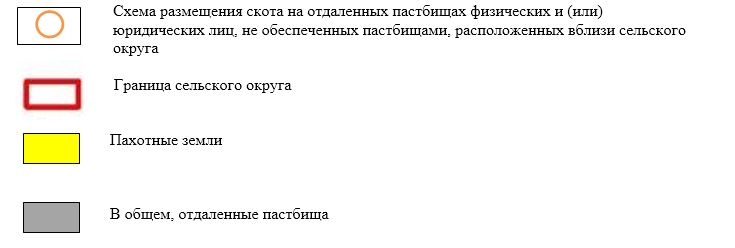 Схема размещения скота на отдаленных пастбищах физических и (или)
юридических лиц, не обеспеченных пастбищами, расположенных вблизи сельского
округа
Граница сельского округа
Пахотные земли
В общем, отдаленные пастбища